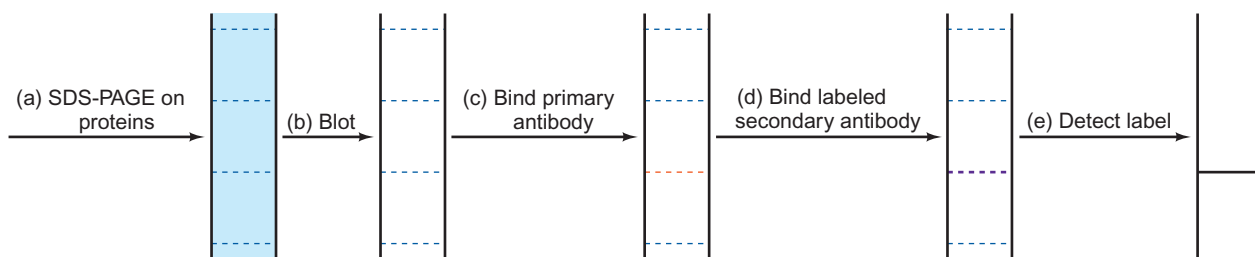 (a) SDS-PAGE on
proteins
(b) Blot
(c) Bind primary
antibody
(d) Bind labeled
secondary antibody
(e) Detect label